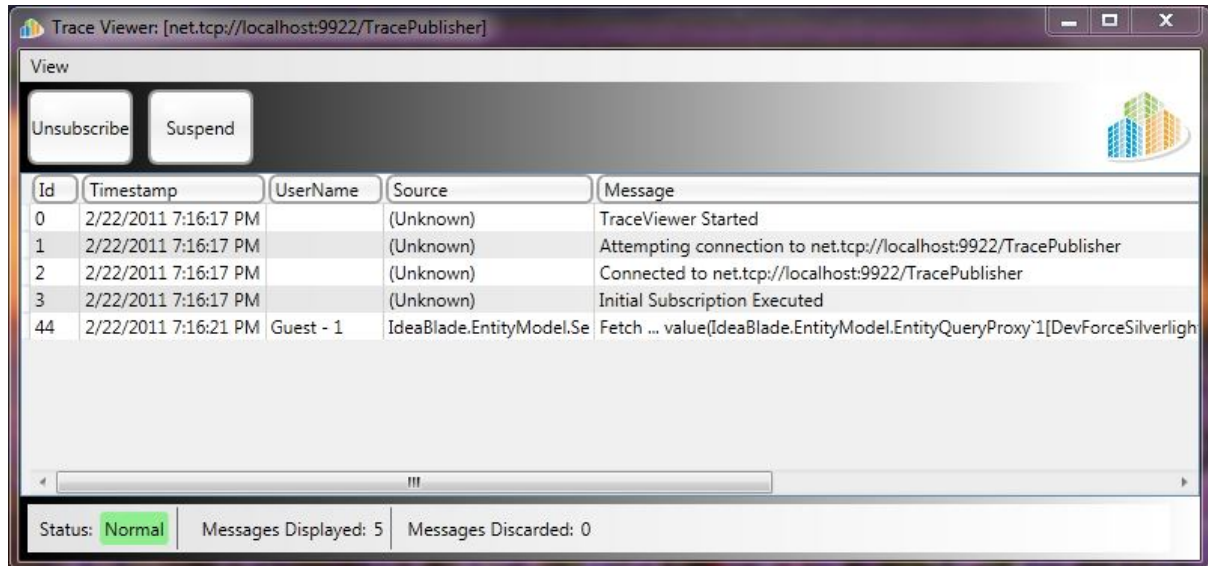 Trace Viewer: [net.tcp://localhost:9922/TracePublisher]
View
Unsubscribe Suspend
Id Timestamp UserName Source Message
0 2/22/2011 7:16:17 PM (Unknown) TraceViewer Started
1 2/22/2011 7:16:17 PM (Unknown) Attempting connection to net.tcp://localhost:9922/TracePublisher
2 2/22/2011 7:16:17 PM (Unknown) Connected to net.tcp://localhost:9922/TracePublisher
3 2/22/2011 7:16:17 PM (Unknown) Initial Subscription Executed
44 2/22/2011 7:16:21 PM Guest - 1 IdeaBlade.EntityModel.Se Fetch ... value(IdeaBlade.EntityModel.EntityQueryProxy`1[DevForceSilverligh
Status: Normal Messages Displayed: 5 Messages Discarded: 0